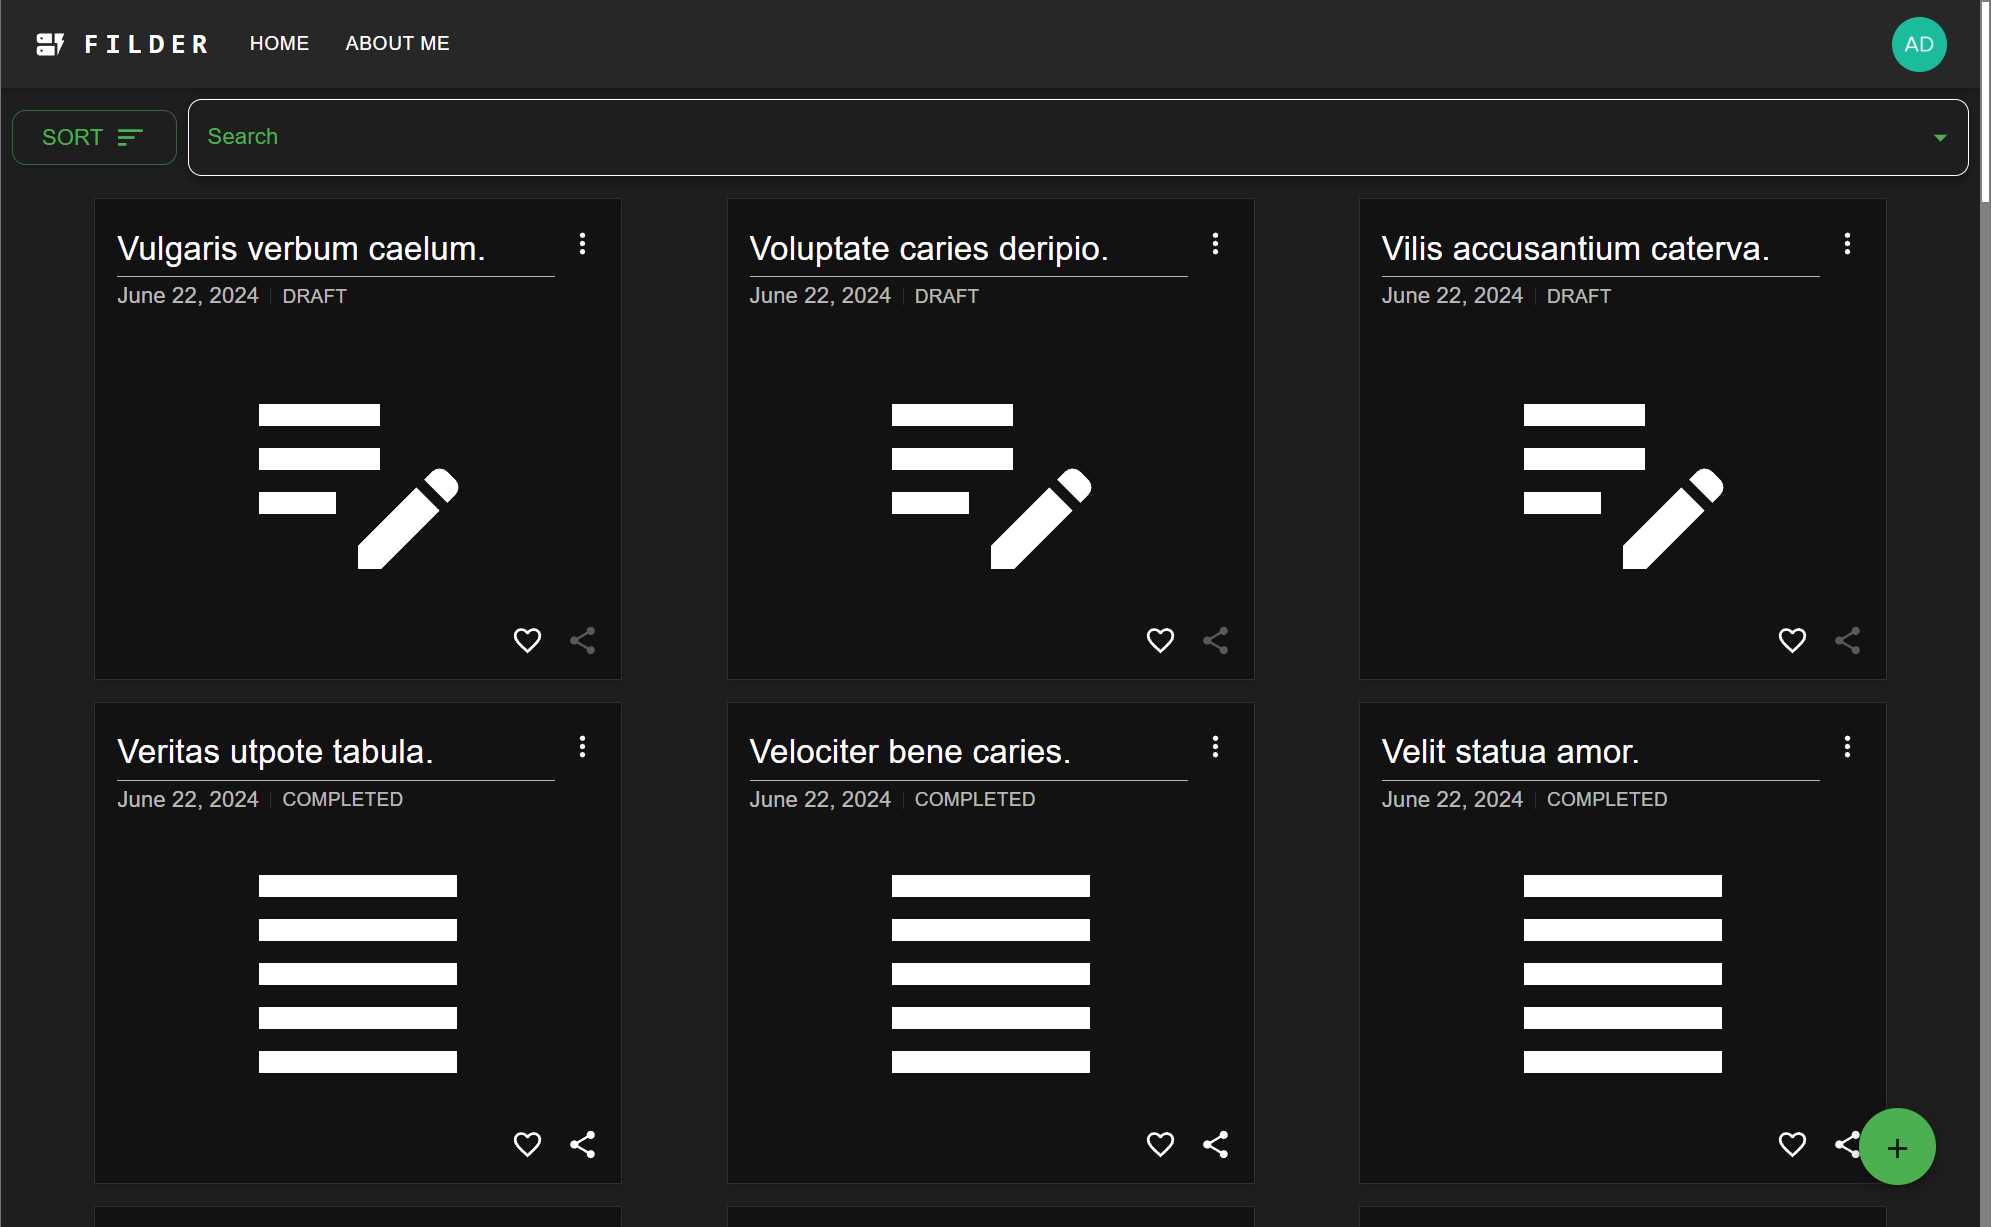 FILDER HOME ABOUT ME AD
SORT Search
Vulgaris verbum caelum. Voluptate caries deripio. Vilis accusantium caterva.
June 22, 2024 DRAFT June 22, 2024 DRAFT June 22, 2024 DRAFT
Veritas utpote tabula. Velociter bene caries. Velit statua amor.
June 22, 2024 COMPLETED June 22, 2024 COMPLETED June 22, 2024 COMPLETED
+